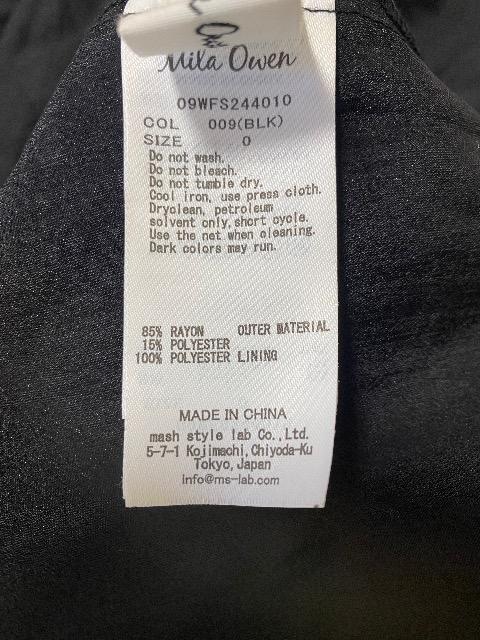 Mila Owen
09WFS244010
COL 009(BLK)
SIZE 0
Do not wash.
Do not bleach.
Do not tumble dry.
Cool iron, use press cloth.
Dryclean, petroleum
solvent only, short cycle.
Use the net when cleaning.
Dark colors may run.
85% RAYON OUTER MATERIAL
15% POLYESTER
100% POLYESTER LINING
MADE IN CHINA
mash style lab Co.,Ltd.
5-7-1 Kojimachi,Chiyoda-Ku
Tokyo,Japan
info@ms-lab.com